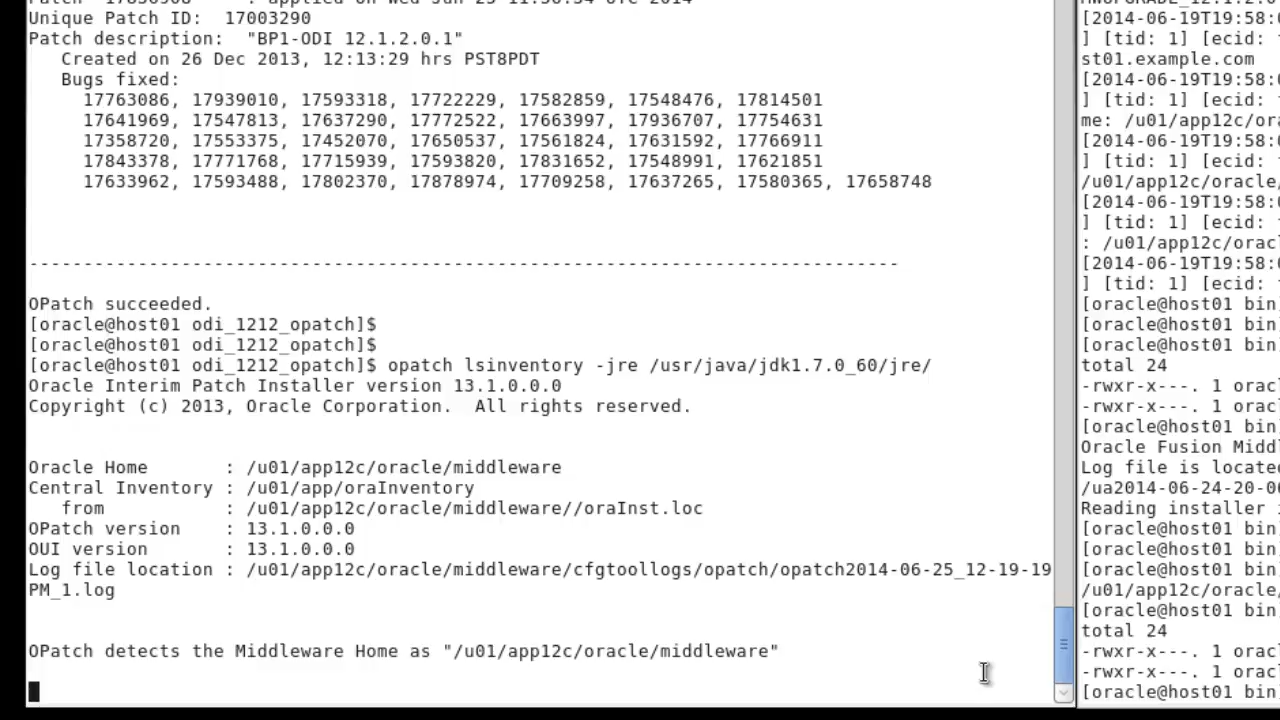 Unique Patch ID:  17003290
Patch description:  "BP1-ODI 12.1.2.0.1"
   Created on 26 Dec 2013, 12:13:29 hrs PST8PDT
   Bugs fixed:
     17763086, 17939010, 17593318, 17722229, 17582859, 17548476, 17814501
     17641969, 17547813, 17637290, 17772522, 17663997, 17936707, 17754631
     17358720, 17553375, 17452070, 17650537, 17561824, 17631592, 17766911
     17843378, 17771768, 17715939, 17593820, 17831652, 17548991, 17621851
     17633962, 17593488, 17802370, 17878974, 17709258, 17637265, 17580365, 17658748
--------------------------------------------------------------------------------
OPatch succeeded.
[oracle@host01 odi_1212_opatch]$
[oracle@host01 odi_1212_opatch]$
[oracle@host01 odi_1212_opatch]$ opatch lsinventory -jre /usr/java/jdk1.7.0_60/jre/
Oracle Interim Patch Installer version 13.1.0.0.0
Copyright (c) 2013, Oracle Corporation.  All rights reserved.
Oracle Home       : /u01/app12c/oracle/middleware
Central Inventory : /u01/app/oraInventory
   from           : /u01/app12c/oracle/middleware//oraInst.loc
OPatch version    : 13.1.0.0.0
OUI version       : 13.1.0.0.0
Log file location : /u01/app12c/oracle/middleware/cfgtoollogs/opatch/opatch2014-06-25_12-19-19
PM_1.log
OPatch detects the Middleware Home as "/u01/app12c/oracle/middleware"
[2014-06-19T19:58:
] [tid: 1] [ecid:
st01.example.com
[2014-06-19T19:58:
] [tid: 1] [ecid:
me: /u01/app12c/ora
[2014-06-19T19:58:
] [tid: 1] [ecid:
/u01/app12c/oracle/
[2014-06-19T19:58:
] [tid: 1] [ecid:
: /u01/app12c/orac
[2014-06-19T19:58:
] [tid: 1] [ecid:
[oracle@host01 bin
[oracle@host01 bin
[oracle@host01 bin
total 24
-rwxr-x---. 1 orac
-rwxr-x---. 1 orac
[oracle@host01 bin
Oracle Fusion Midd
Log file is locate
/ua2014-06-24-20-0
Reading installer
[oracle@host01 bin
[oracle@host01 bin
[oracle@host01 bin
/u01/app12c/oracle/
[oracle@host01 bin
total 24
-rwxr-x---. 1 orac
-rwxr-x---. 1 orac
[oracle@host01 bin